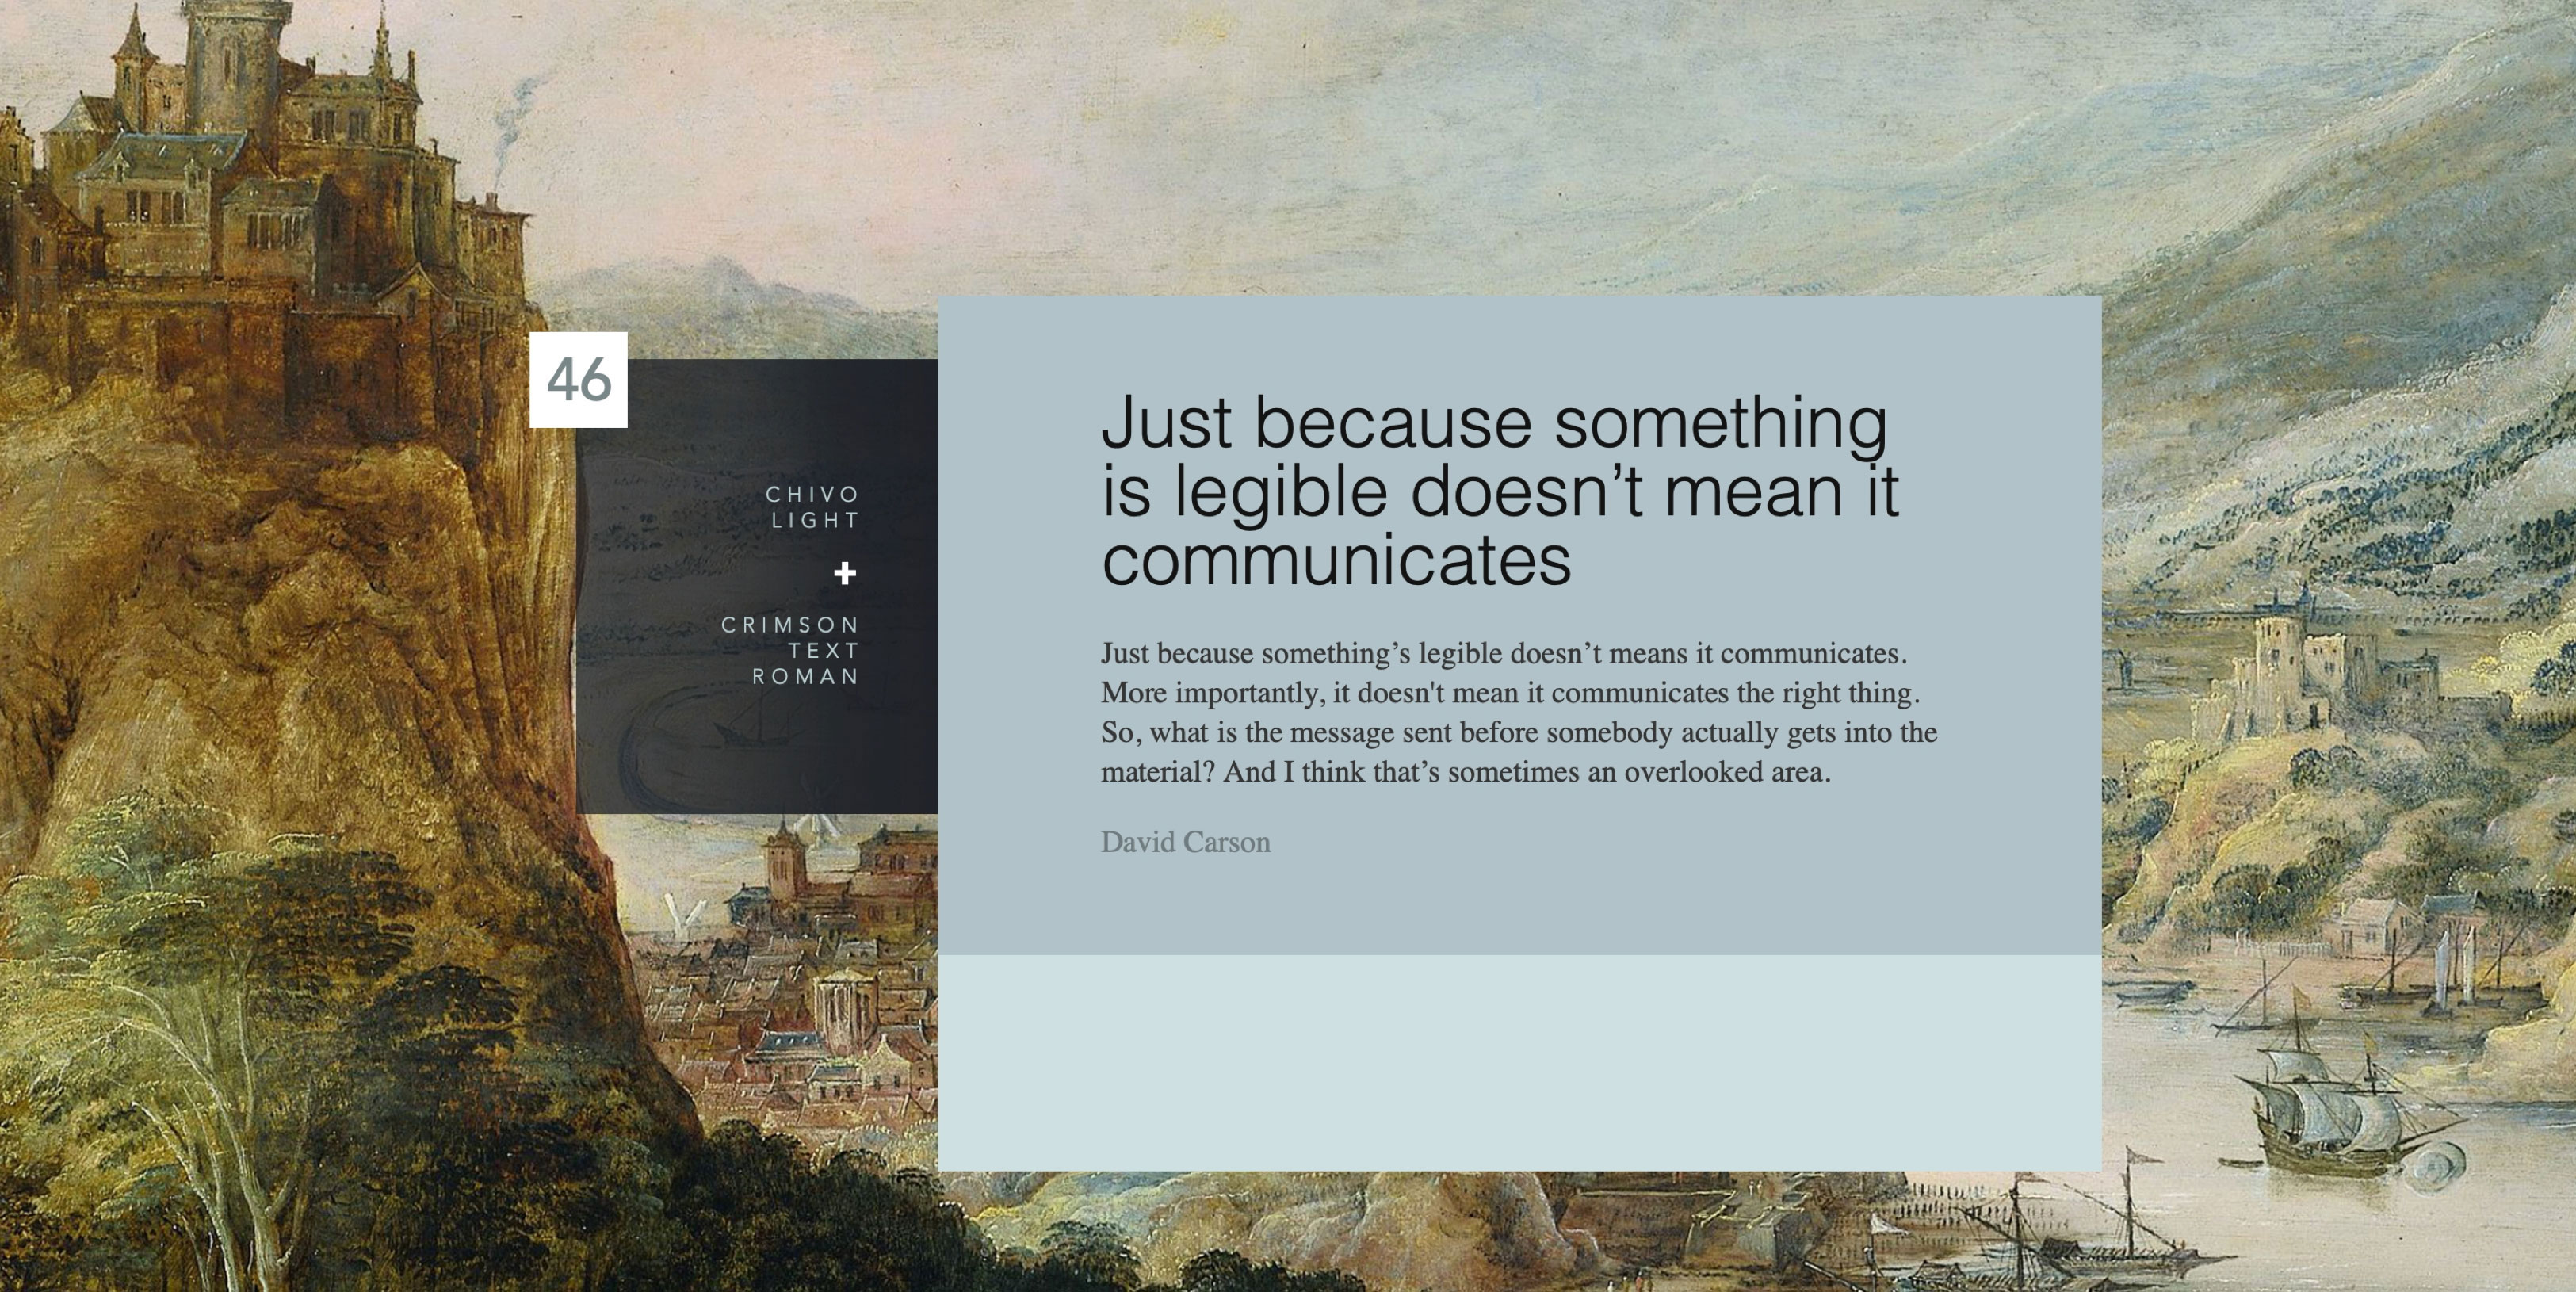 46
CHIVO
LIGHT
+
CRIMSON
TEXT
ROMAN
Just because something
is legible doesn’t mean it
communicates
Just because something’s legible doesn’t means it communicates.
More importantly, it doesn't mean it communicates the right thing.
So, what is the message sent before somebody actually gets into the
material? And I think that’s sometimes an overlooked area.
David Carson